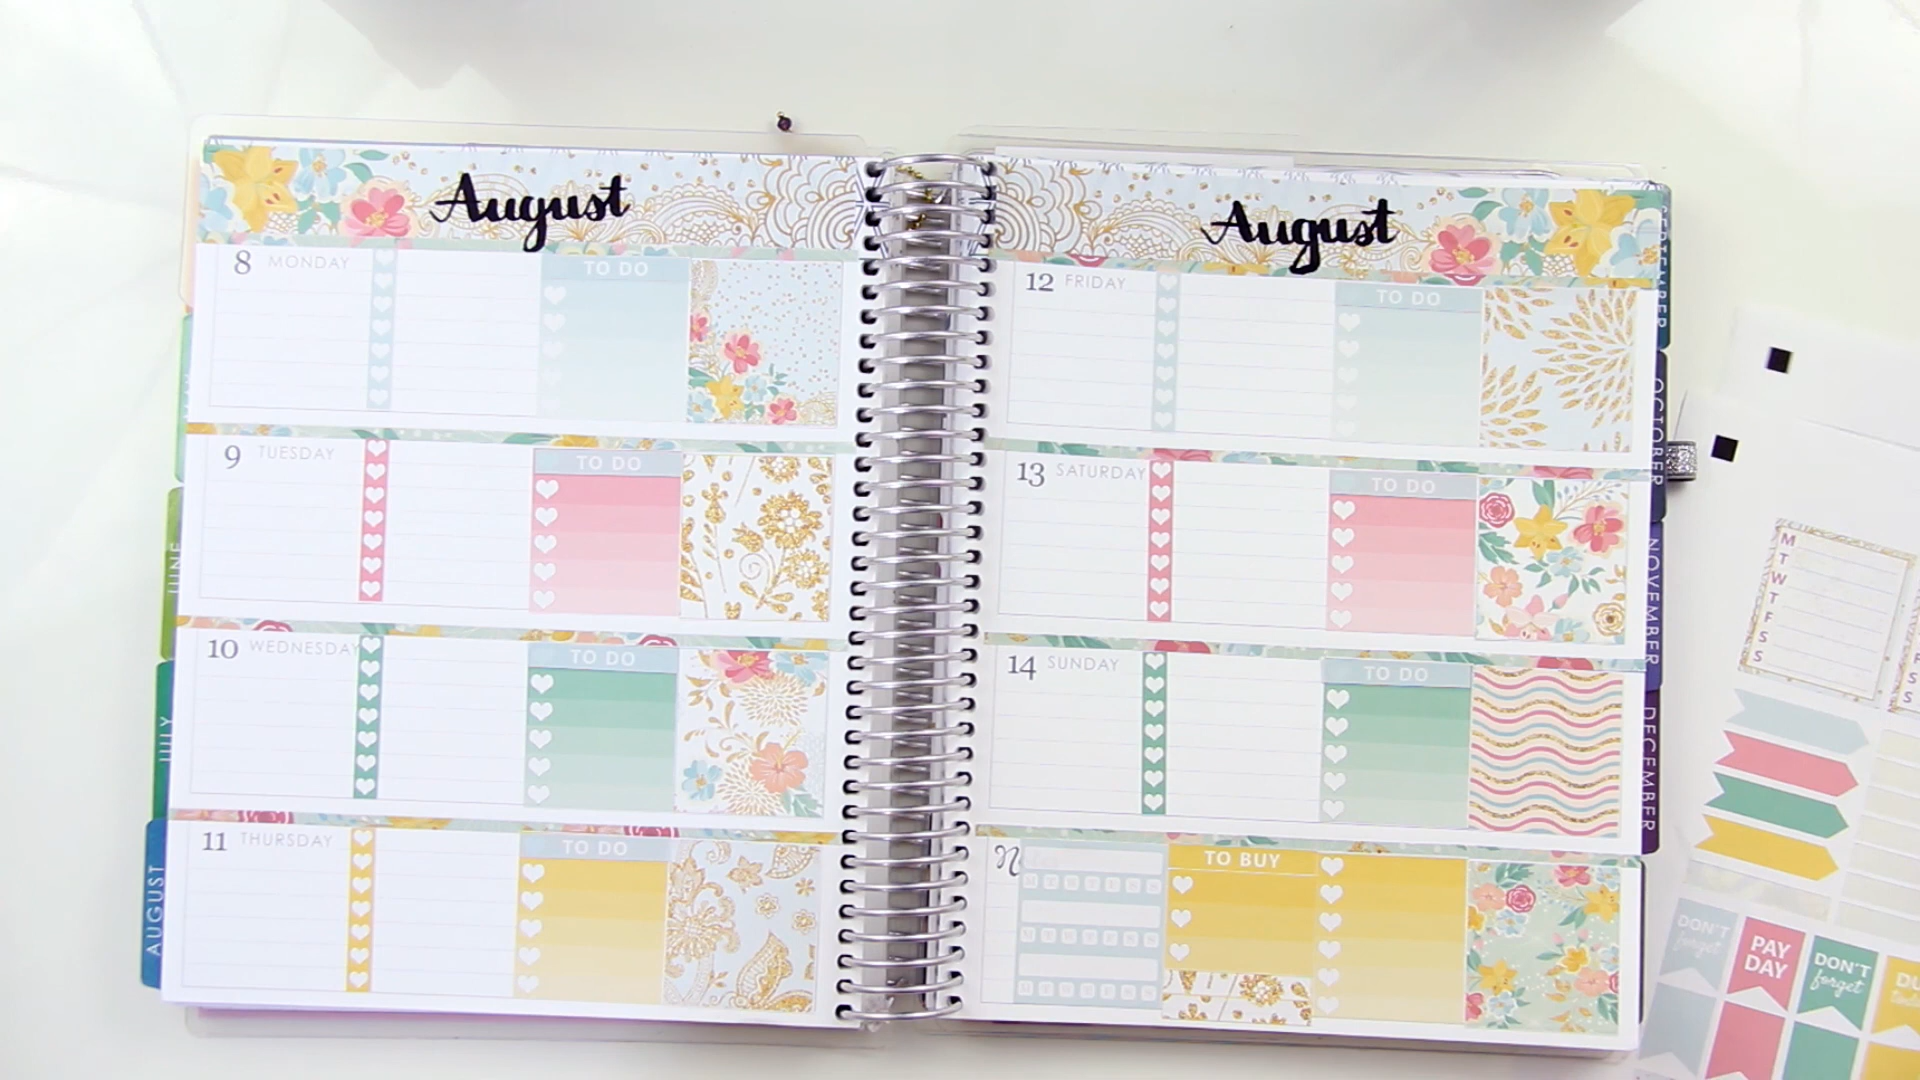 August
8 MONDAY
TO DO
9 TUESDAY
TO DO
10 WEDNESDAY
TO DO
11 THURSDAY
TO DO
JUNE
JULY
AUGUST
August
12 FRIDAY
TO DO
13 SATURDAY
TO DO
14 SUNDAY
TO DO
TO BUY
SEPTEMBER
OCTOBER
NOVEMBER
DECEMBER
M
T
W
T
F
S
S
DON'T
forget
PAY
DAY
DON'T
forget